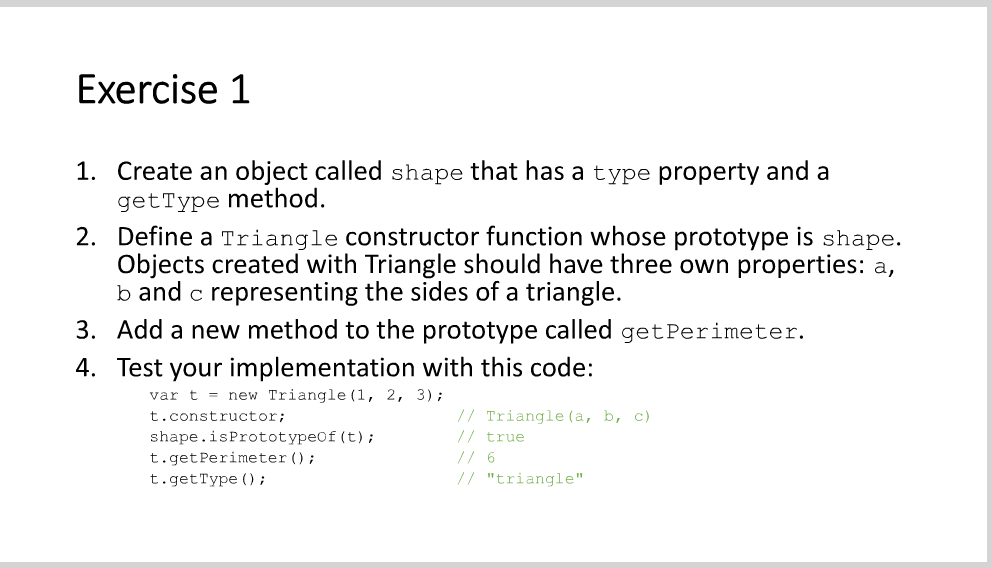 Exercise 1
1. Create an object called shape that has a type property and a
getType method.
2. Define a Triangle constructor function whose prototype is shape.
Objects created with Triangle should have three own properties: a,
b and c representing the sides of a triangle.
3. Add a new method to the prototype called getPerimeter.
4. Test your implementation with this code:
var t = new Triangle(1, 2, 3);
t.constructor; // Triangle(a, b, c)
shape.isPrototypeOf(t); // true
t.getPerimeter(); // 6
t.getType(); // "triangle"